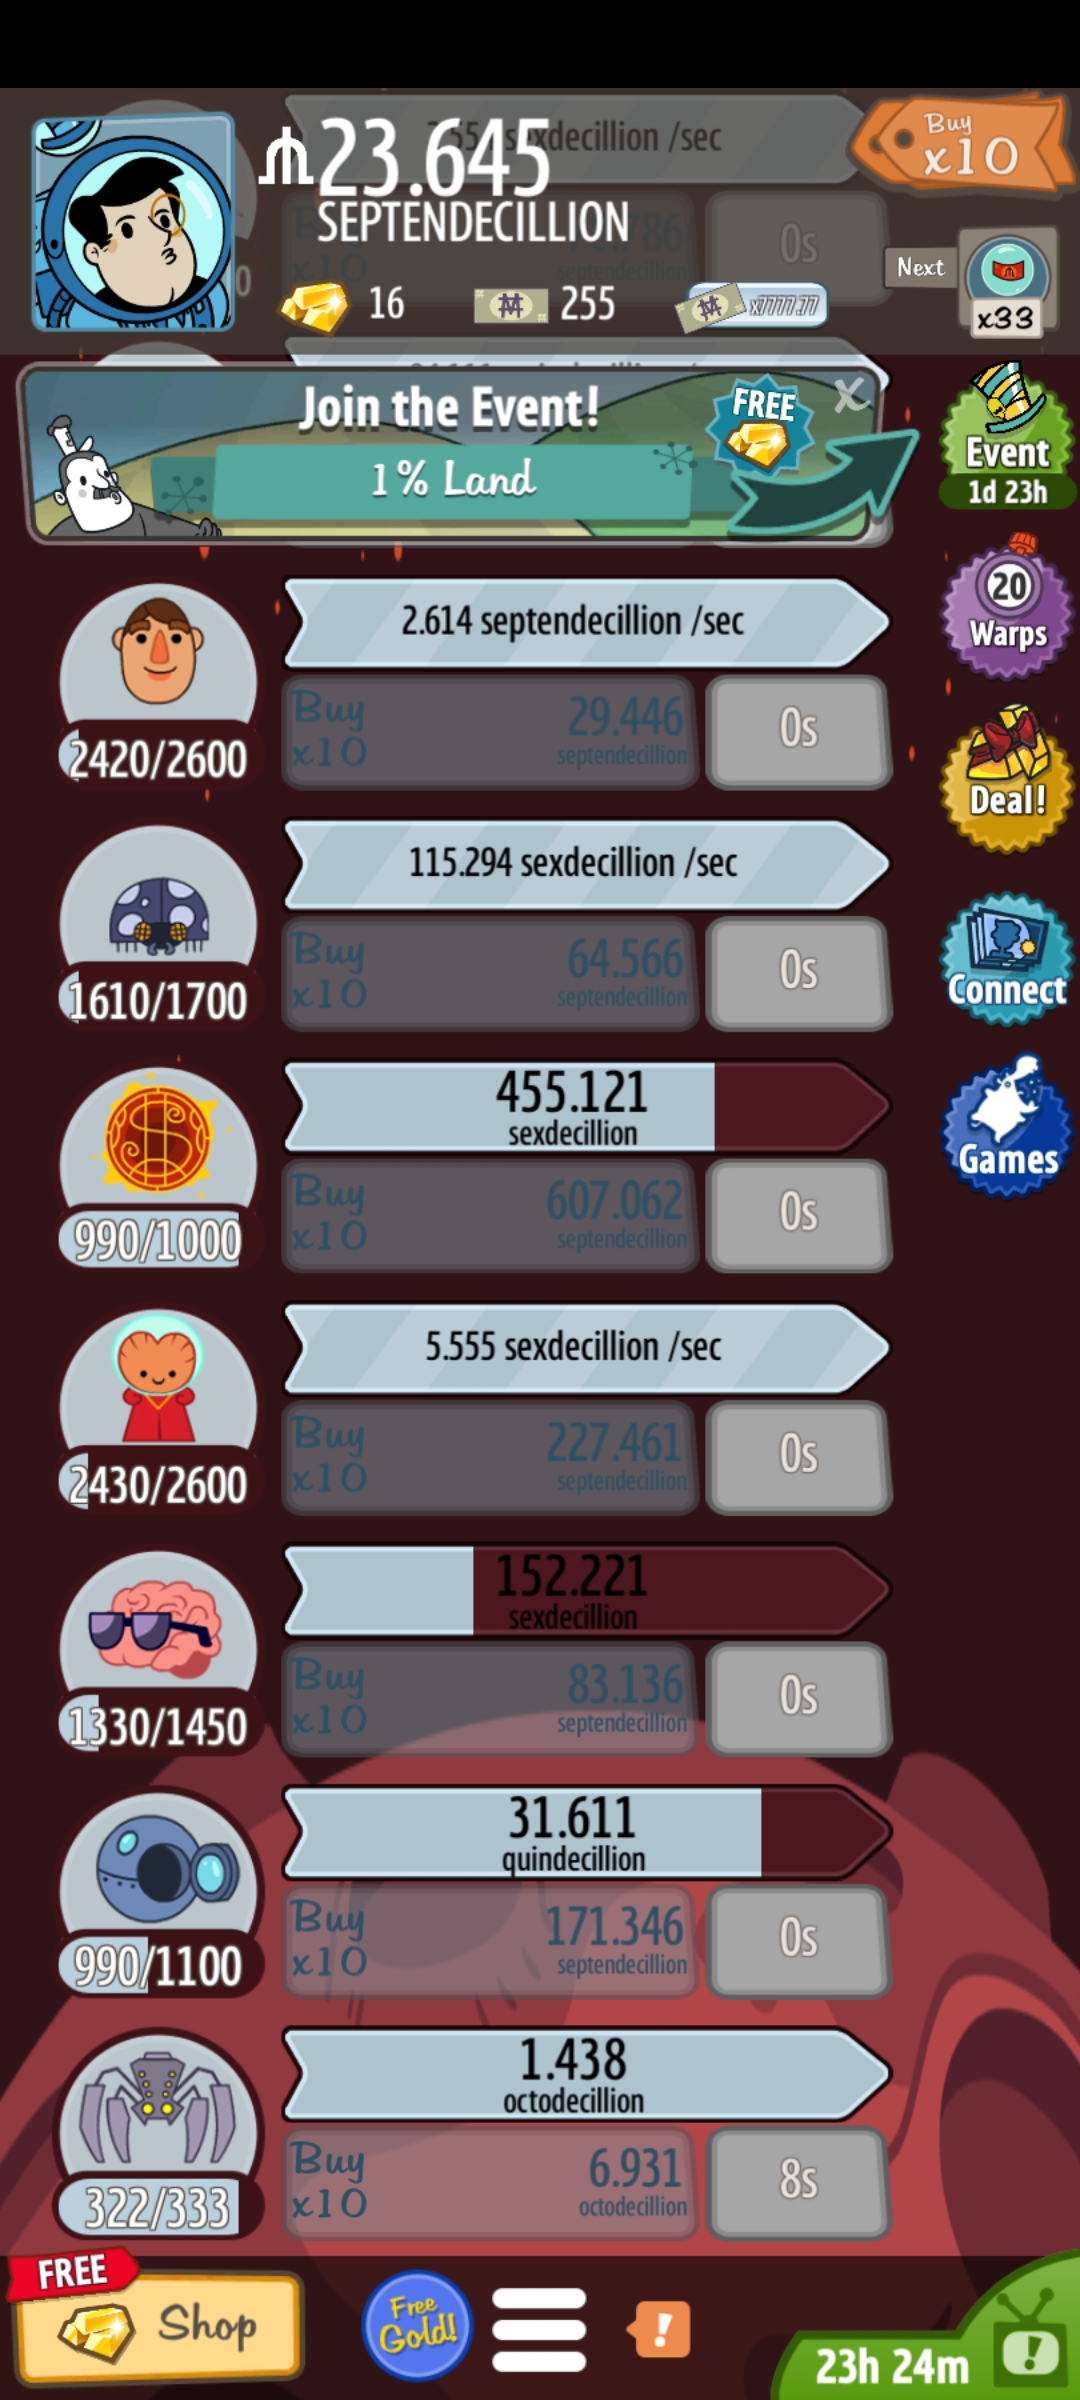 23.645
SEPTENDECILLION
16
255
x7777.77
Buy
x10
Next
x33
0s
Join the Event!
1% Land
FREE
X
Event
1d 23h
2.614 septendecillion /sec
Buy
x10
29.446
septendecillion
0s
2420/2600
20
Warps
Deal!
115.294 sexdecillion /sec
Buy
x10
64.566
septendecillion
0s
1610/1700
Connect
455.121
sexdecillion
Buy
x10
607.062
septendecillion
0s
990/1000
Games
5.555 sexdecillion /sec
Buy
x10
227.461
septendecillion
0s
2430/2600
152.221
sexdecillion
Buy
x10
83.136
septendecillion
0s
1330/1450
31.611
quindecillion
Buy
x10
171.346
septendecillion
0s
990/1100
1.438
octodecillion
Buy
x10
6.931
octodecillion
8s
322/333
FREE
Shop
Free
Gold!
!
23h 24m
!